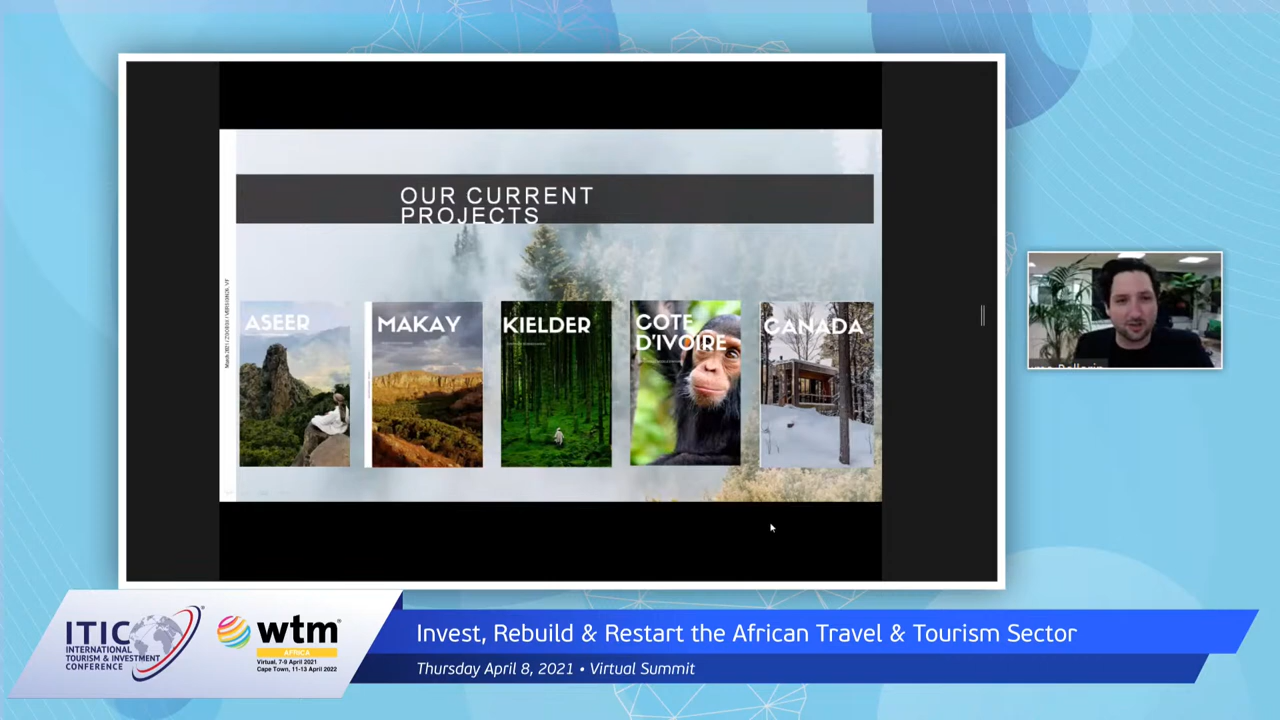 OUR CURRENT
PROJECTS
ASEER
MAKAY
KIELDER
COTE
D'IVOIRE
CANADA
ITIC
INTERNATIONAL
TOURISM & INVESTMENT
CONFERENCE
wtm
AFRICA
Virtual, 7-9 April 2021
Cape Town, 11-13 April 2022
Invest, Rebuild & Restart the African Travel & Tourism Sector
Thursday April 8, 2021 • Virtual Summit